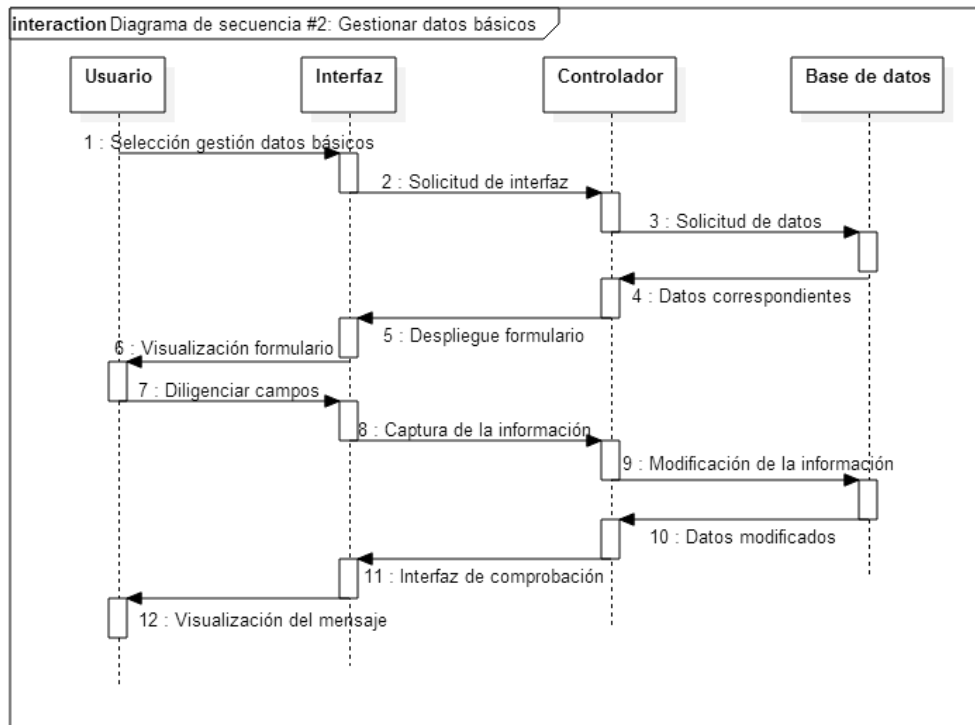 interaction Diagrama de secuencia #2: Gestionar datos básicos
Usuario
Interfaz
Controlador
Base de datos
1 : Selección gestión datos básicos
2 : Solicitud de interfaz
3 : Solicitud de datos
4 : Datos correspondientes
5 : Despliegue formulario
6 : Visualización formulario
7 : Diligenciar campos
8 : Captura de la información
9 : Modificación de la información
10 : Datos modificados
11 : Interfaz de comprobación
12 : Visualización del mensaje